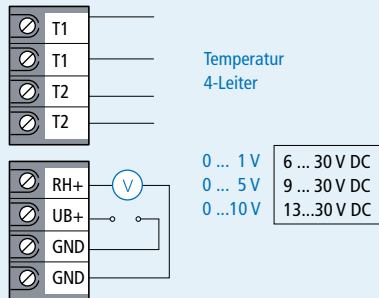 T1
T1
T2
T2
Temperatur
4-Leiter
RH+
V
UB+
GND
GND
0 ... 1 V 6 ... 30 V DC
0 ... 5 V 9 ... 30 V DC
0 ...10 V 13...30 V DC